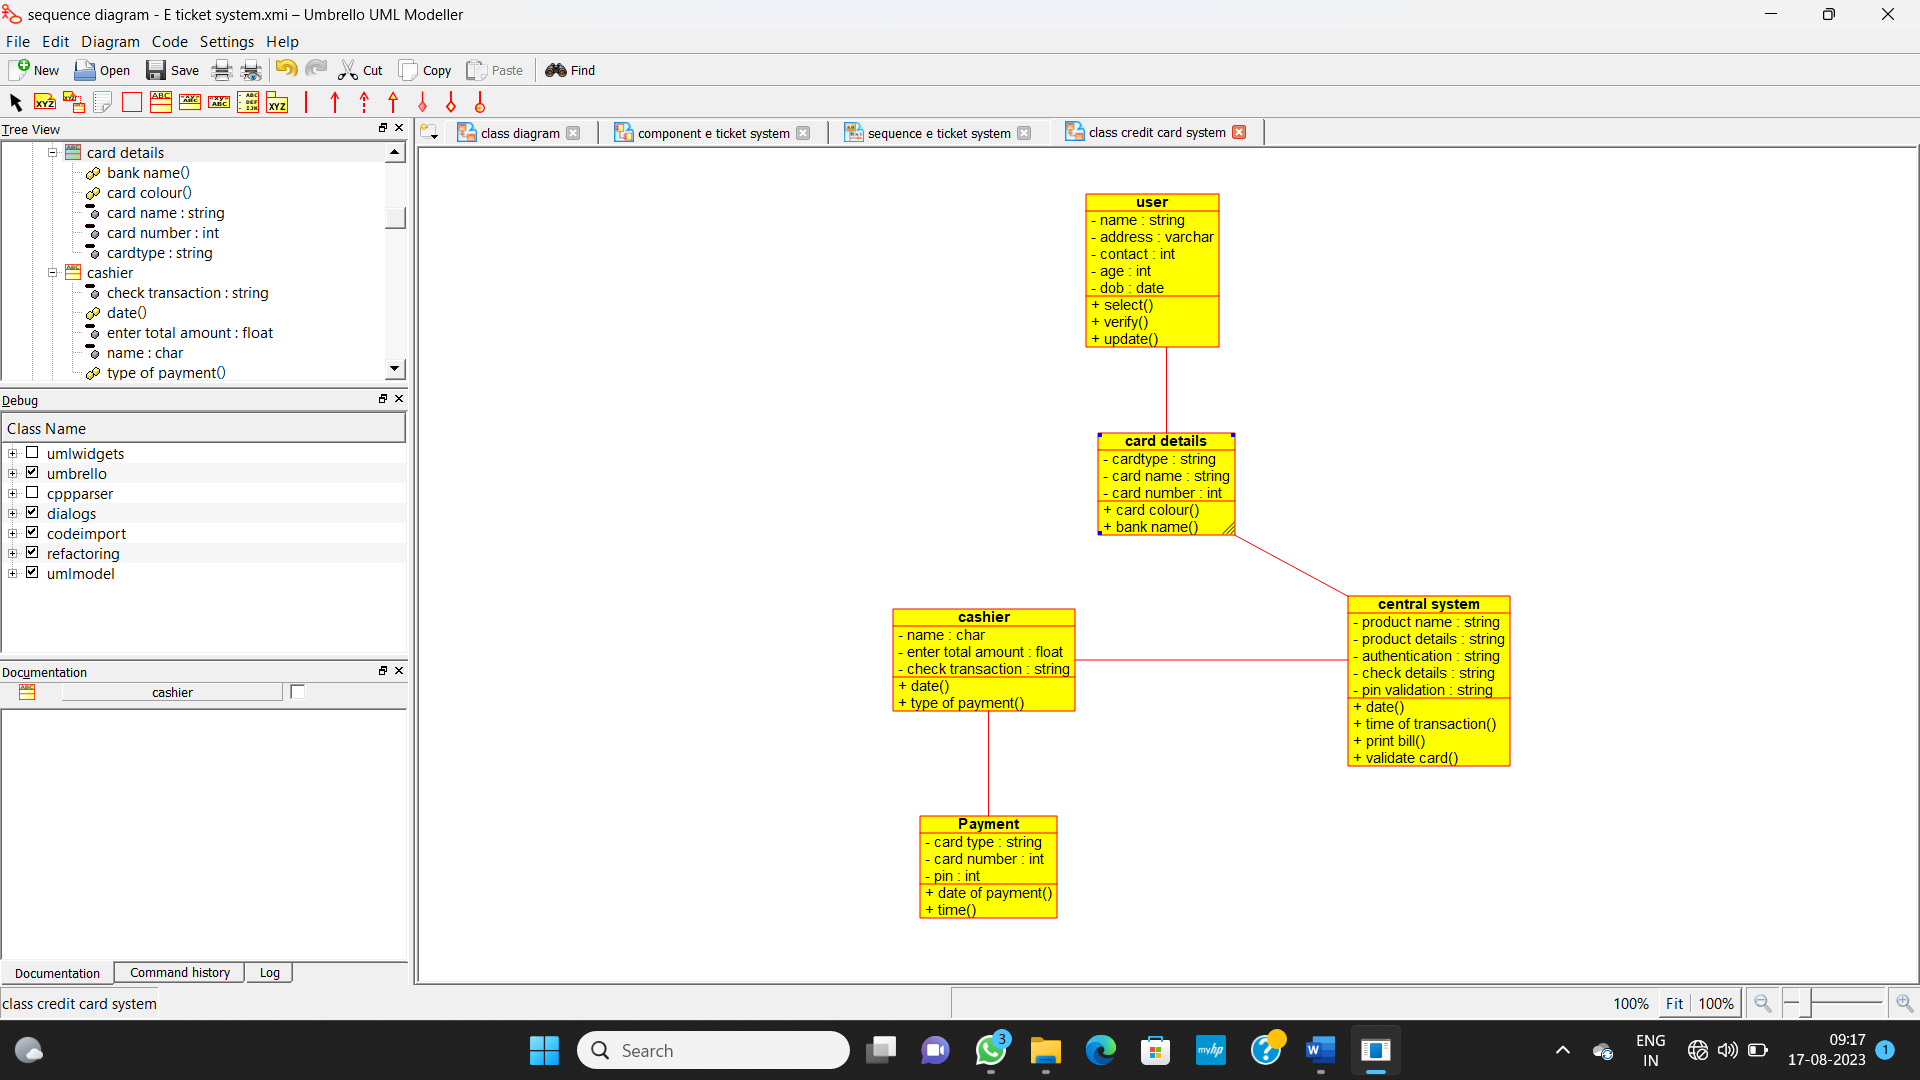 sequence diagram - E ticket system.xmi – Umbrello UML Modeller
File Edit Diagram Code Settings Help
New Open Save Cut Copy Paste Find
Tree View
card details
bank name()
card colour()
card name : string
card number : int
cardtype : string
cashier
check transaction : string
date()
enter total amount : float
name : char
type of payment()
Debug
Class Name
umlwidgets
umbrello
cppparser
dialogs
codeimport
refactoring
umlmodel
Documentation
cashier
Documentation Command history Log
class credit card system
class diagram component e ticket system sequence e ticket system class credit card system
user
- name : string
- address : varchar
- contact : int
- age : int
- dob : date
+ select()
+ verify()
+ update()
card details
- cardtype : string
- card name : string
- card number : int
+ card colour()
+ bank name()
cashier
- name : char
- enter total amount : float
- check transaction : string
+ date()
+ type of payment()
central system
- product name : string
- product details : string
- authentication : string
- check details : string
- pin validation : string
+ date()
+ time of transaction()
+ print bill()
+ validate card()
Payment
- card type : string
- card number : int
- pin : int
+ date of payment()
+ time()
100% Fit 100%
Search
3
myhp
ENG
IN
09:17
17-08-2023
1